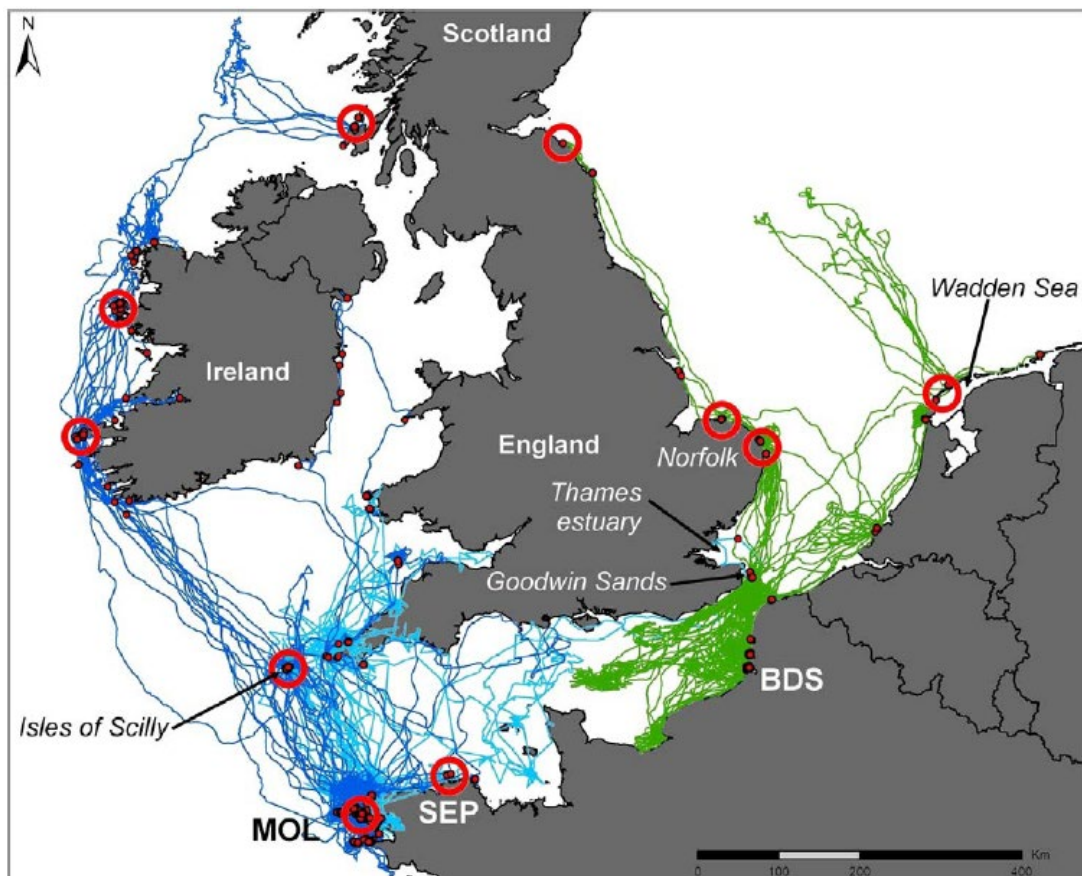 N
Scotland
Wadden Sea
Ireland
England
Norfolk
Thames
estuary
Goodwin Sands
BDS
Isles of Scilly
SEP
MOL
Km
0 100 200 400